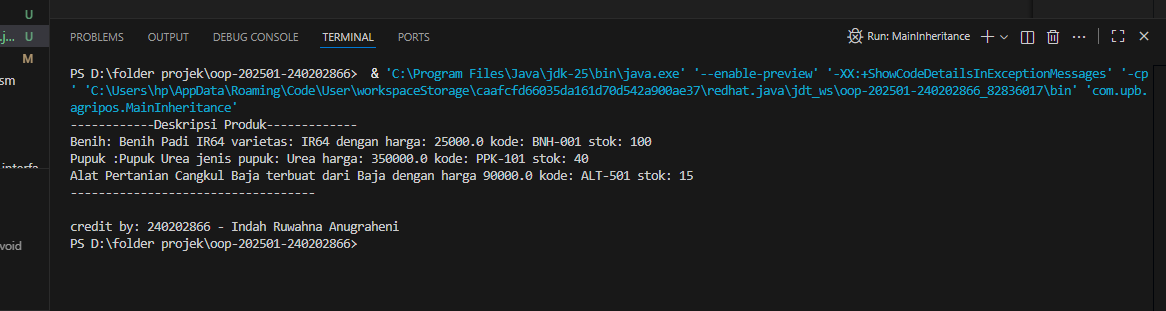 U
.j... U
M
sm
interfa
void
PROBLEMS OUTPUT DEBUG CONSOLE TERMINAL PORTS
Run: MainInheritance
PS D:\folder projek\oop-202501-240202866> & 'C:\Program Files\Java\jdk-25\bin\java.exe' '--enable-preview' '-XX:+ShowCodeDetailsInExceptionMessages' '-cp
' 'C:\Users\hp\AppData\Roaming\Code\User\workspaceStorage\caafcfd66035da161d70d542a900ae37\redhat.java\jdt_ws\oop-202501-240202866_82836017\bin' 'com.upb.
agripos.MainInheritance'
------------Deskripsi Produk-------------
Benih: Benih Padi IR64 varietas: IR64 dengan harga: 25000.0 kode: BNH-001 stok: 100
Pupuk :Pupuk Urea jenis pupuk: Urea harga: 350000.0 kode: PPK-101 stok: 40
Alat Pertanian Cangkul Baja terbuat dari Baja dengan harga 90000.0 kode: ALT-501 stok: 15
----------------------------------
credit by: 240202866 - Indah Ruwahna Anugraheni
PS D:\folder projek\oop-202501-240202866>